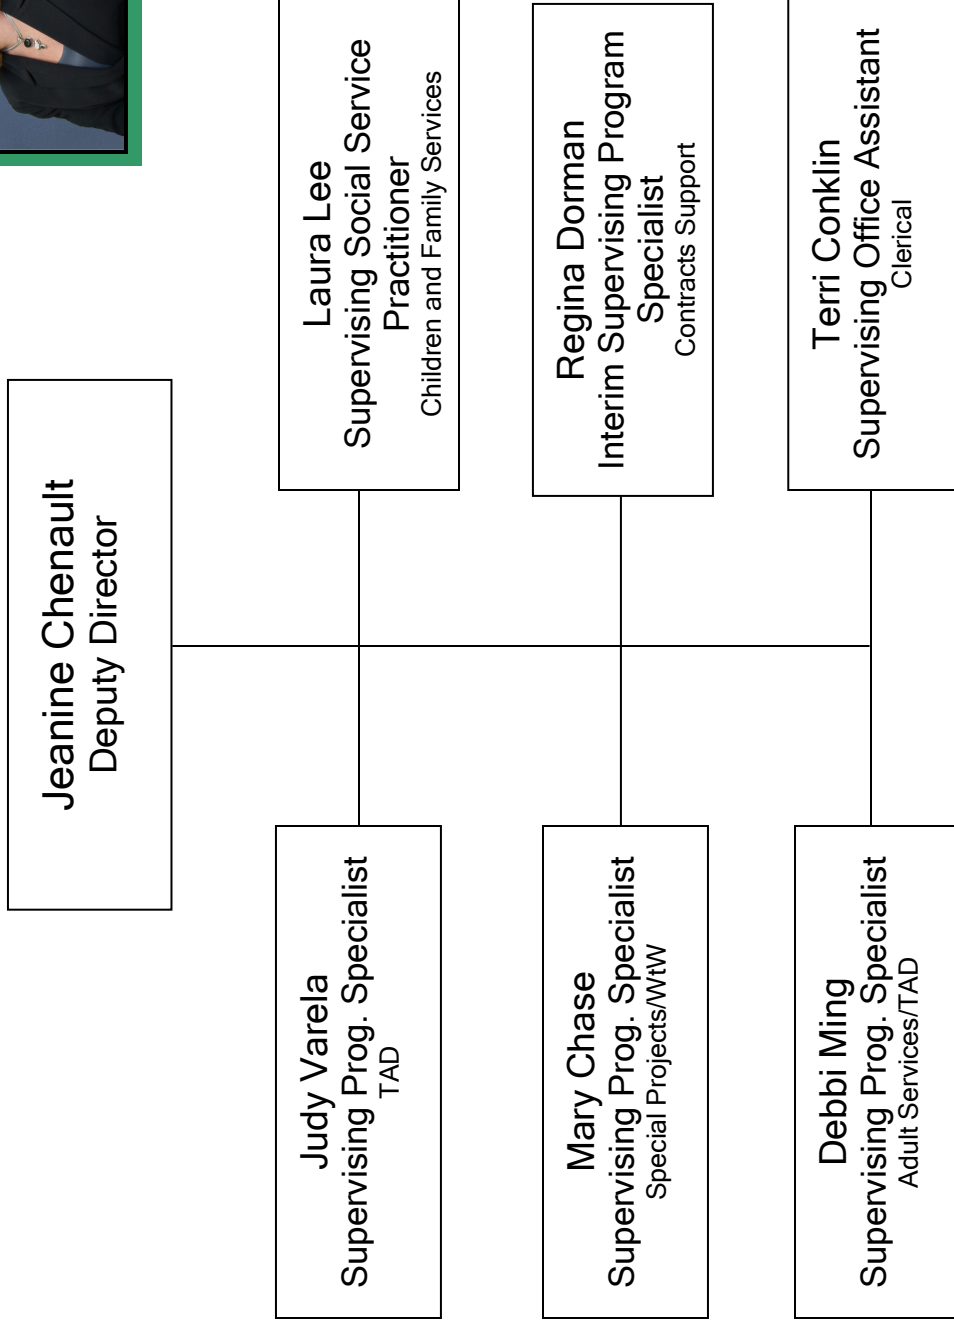 Jeanine Chenault
Deputy Director
Judy Varela
Supervising Prog. Specialist
TAD
Laura Lee
Supervising Social Service
Practitioner
Children and Family Services
Mary Chase
Supervising Prog. Specialist
Special Projects/WtW
Regina Dorman
Interim Supervising Program
Specialist
Contracts Support
Debbi Ming
Supervising Prog. Specialist
Adult Services/TAD
Terri Conklin
Supervising Office Assistant
Clerical